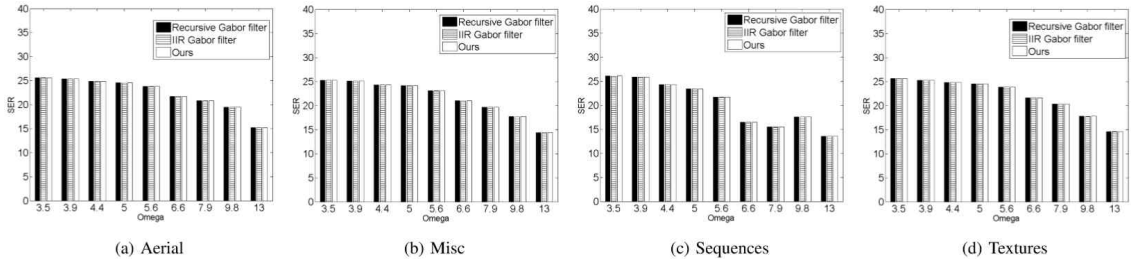 40
35
30
25
20
15
10
5
0
SER
Recursive Gabor filter
IIR Gabor filter
Ours
3.5 3.9 4.4 5 5.6 6.6 7.9 9.8 13
Omega
(a) Aerial
40
35
30
25
20
15
10
5
0
SER
Recursive Gabor filter
IIR Gabor filter
Ours
3.5 3.9 4.4 5 5.6 6.6 7.9 9.8 13
Omega
(b) Misc
40
35
30
25
20
15
10
5
0
SER
Recursive Gabor filter
IIR Gabor filter
Ours
3.5 3.9 4.4 5 5.6 6.6 7.9 9.8 13
Omega
(c) Sequences
40
35
30
25
20
15
10
5
0
SER
Recursive Gabor filter
IIR Gabor filter
Ours
3.5 3.9 4.4 5 5.6 6.6 7.9 9.8 13
Omega
(d) Textures